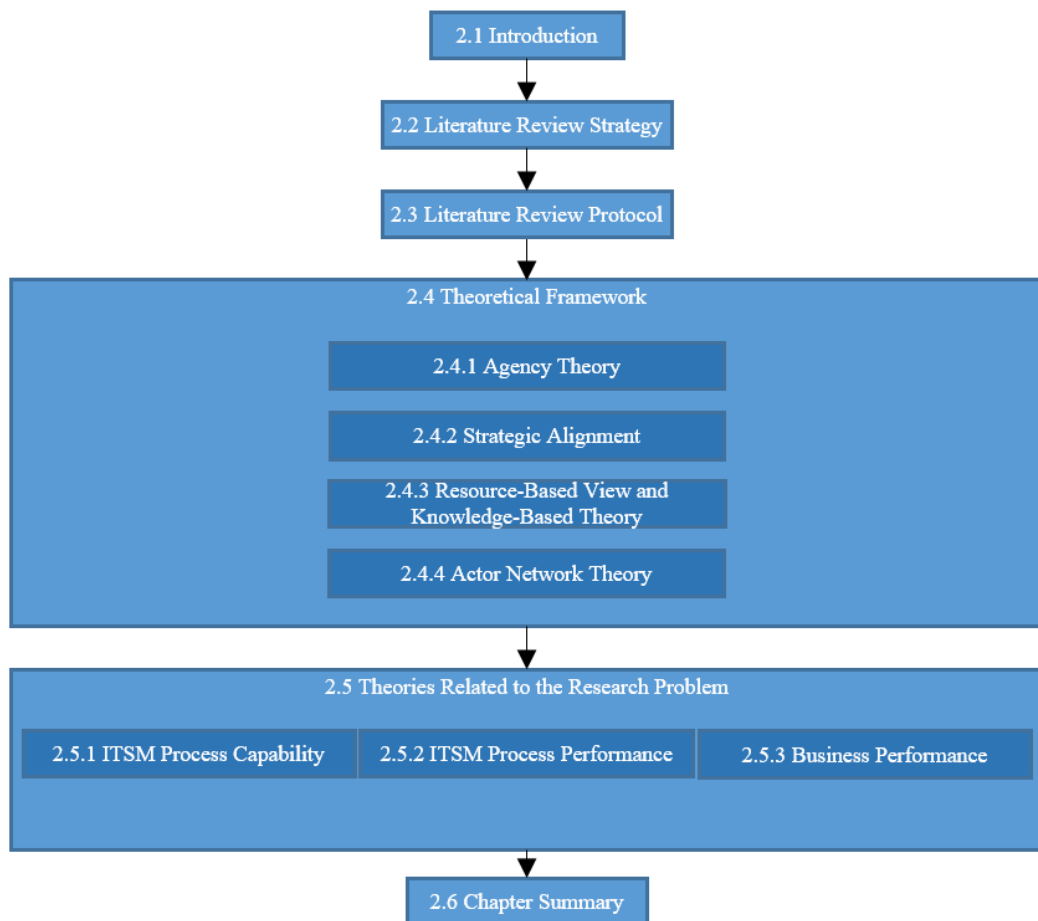 2.1 Introduction
2.2 Literature Review Strategy
2.3 Literature Review Protocol
2.4 Theoretical Framework
2.4.1 Agency Theory
2.4.2 Strategic Alignment
2.4.3 Resource-Based View and
Knowledge-Based Theory
2.4.4 Actor Network Theory
2.5 Theories Related to the Research Problem
2.5.1 ITSM Process Capability
2.5.2 ITSM Process Performance
2.5.3 Business Performance
2.6 Chapter Summary